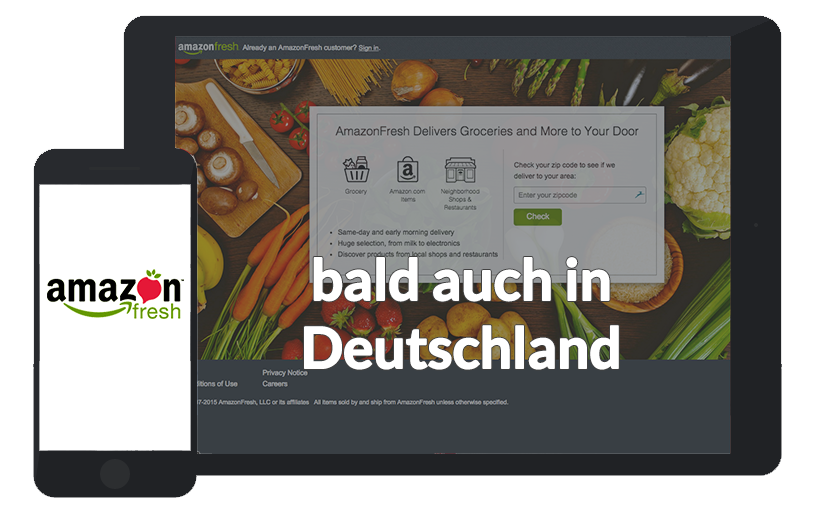 amazonfresh Already an AmazonFresh customer? Sign in.
AmazonFresh Delivers Groceries and More to Your Door
Grocery
Amazon.com
Items
Neighborhood
Shops &
Restaurants
Check your zip code to see if we
deliver to your area:
Enter your zipcode
Check
• Same-day and early morning delivery
• Huge selection, from milk to electronics
• Discover products from local shops and restaurants
bald auch in
Deutschland
amazon™
fresh
Privacy Notice
ditions of Use
Careers
7-2015 AmazonFresh, LLC or its affiliates All items sold by and ship from AmazonFresh unless otherwise specified.